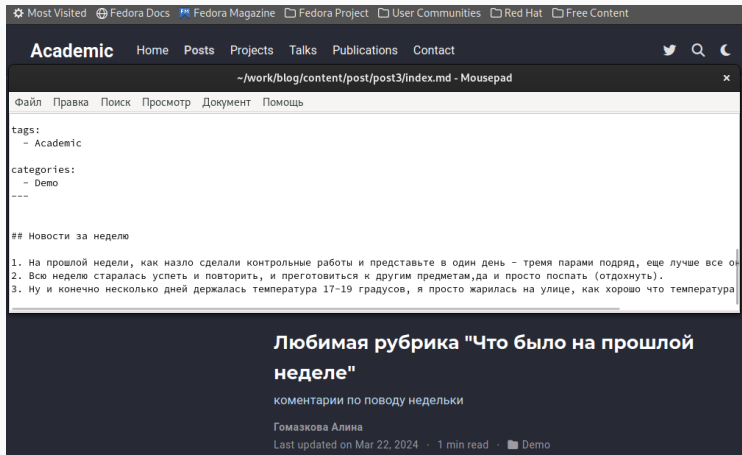 Most Visited Fedora Docs Fedora Magazine Fedora Project User Communities Red Hat Free Content
Academic Home Posts Projects Talks Publications Contact
~/work/blog/content/post/post3/index.md - Mousepad ×
Файл Правка Поиск Просмотр Документ Помощь
tags:
- Academic
categories:
- Demo
---
## Новости за неделю
1. На прошлой недели, как назло сделали контрольные работы и представьте в один день - тремя парами подряд, еще лучше все
2. Всю неделю старалась успеть и повторить, и преготовиться к другим предметам,да и просто поспать (отдохнуть).
3. Ну и конечно несколько дней держалась температура 17-19 градусов, я просто жарилась на улице, как хорошо что температура
Любимая рубрика "Что было на прошлой
неделе"
коментарии по поводу недельки
Гомазкова Алина
Last updated on Mar 22, 2024 · 1 min read · Demo